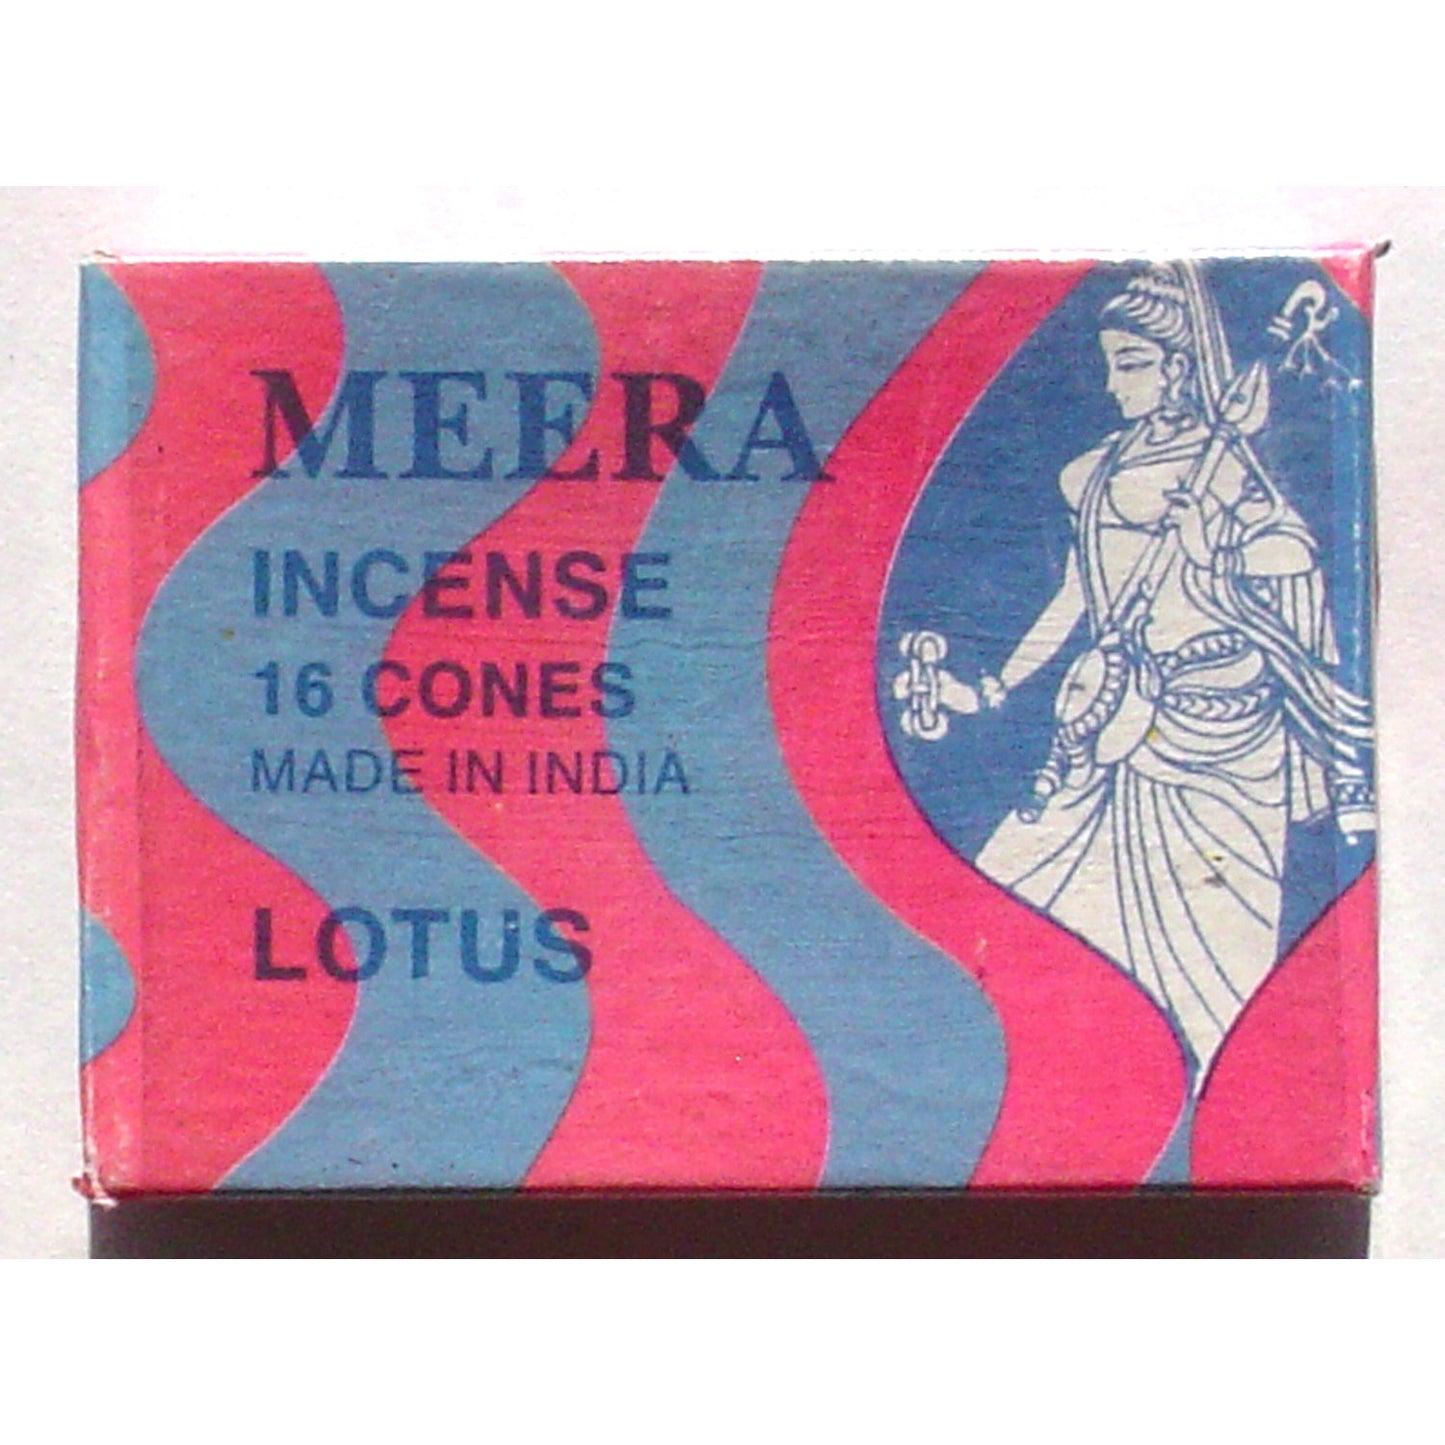 MEERA
INCENSE
16 CONES
MADE IN INDIA
LOTUS